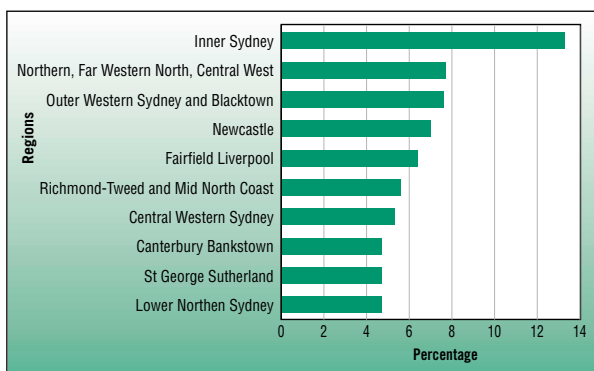 Regions
Inner Sydney
Northern, Far Western North, Central West
Outer Western Sydney and Blacktown
Newcastle
Fairfield Liverpool
Richmond-Tweed and Mid North Coast
Central Western Sydney
Canterbury Bankstown
St George Sutherland
Lower Northen Sydney
0 2 4 6 8 10 12 14
Percentage